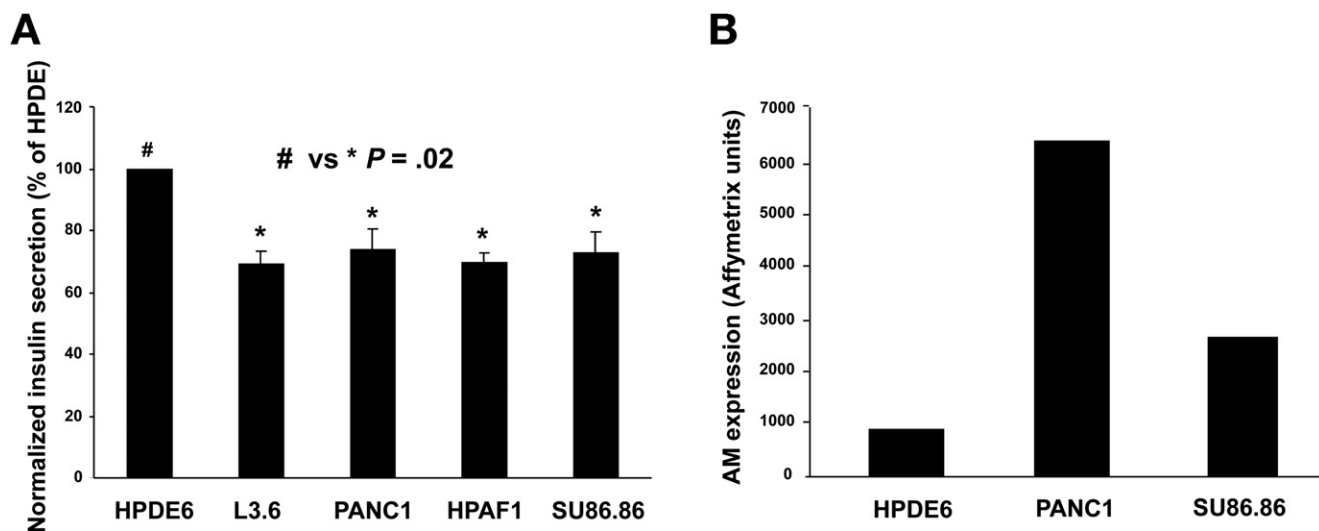 A
Normalized insulin secretion (% of HPDE)
120
100
80
60
40
20
0
#
*
*
*
*
# vs * P = .02
HPDE6
L3.6
PANC1
HPAF1
SU86.86
B
AM expression (Affymetrix units)
7000
6000
5000
4000
3000
2000
1000
0
HPDE6
PANC1
SU86.86